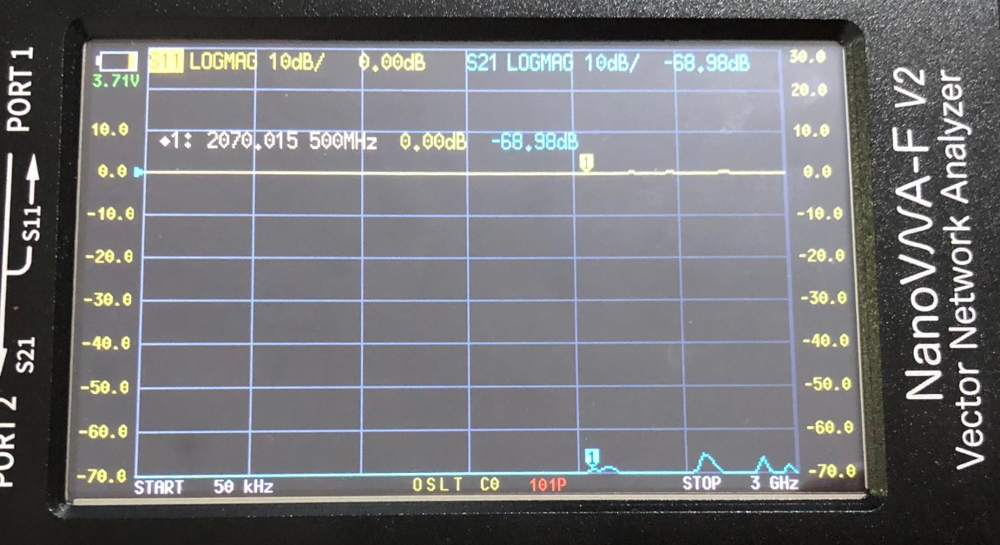 S11 LOGMAG 10dB/ 0.00dB S21 LOGMAG 10dB/ -68.98dB
3.71V
1: 2070.015 500MHz 0.00dB -68.98dB
1
1
10.0
0.0
-10.0
-20.0
-30.0
-40.0
-50.0
-60.0
-70.0
30.0
20.0
10.0
0.0
-10.0
-20.0
-30.0
-40.0
-50.0
-60.0
-70.0
START 50 kHz OSLT C0 101P STOP 3 GHz
PORT 1
S11
S21
PORT 2
NanoVNA-F V2
Vector Network Analyzer